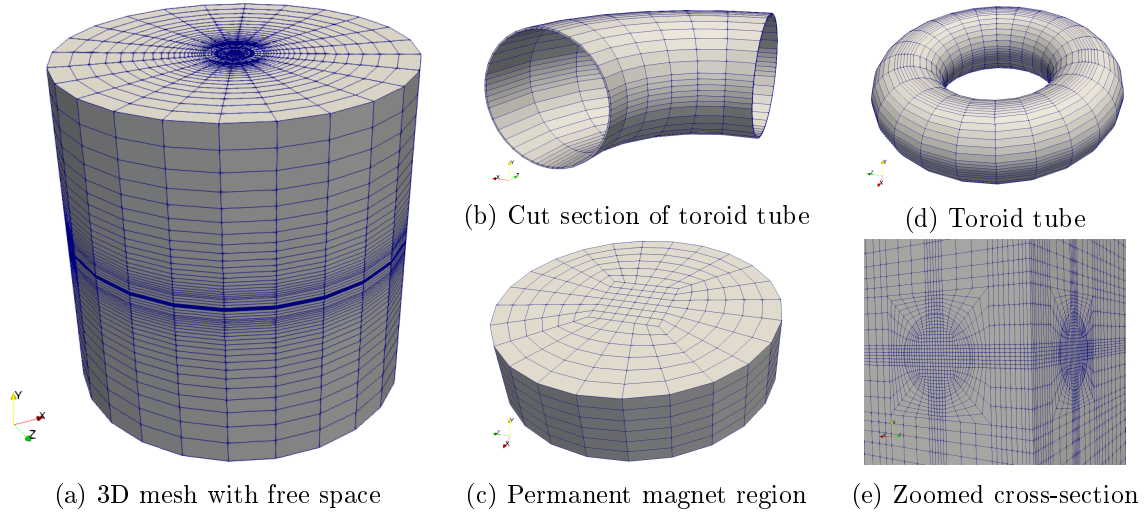 Y
X
Z
(a) 3D mesh with free space
(b) Cut section of toroid tube
(d) Toroid tube
(c) Permanent magnet region
(e) Zoomed cross-section